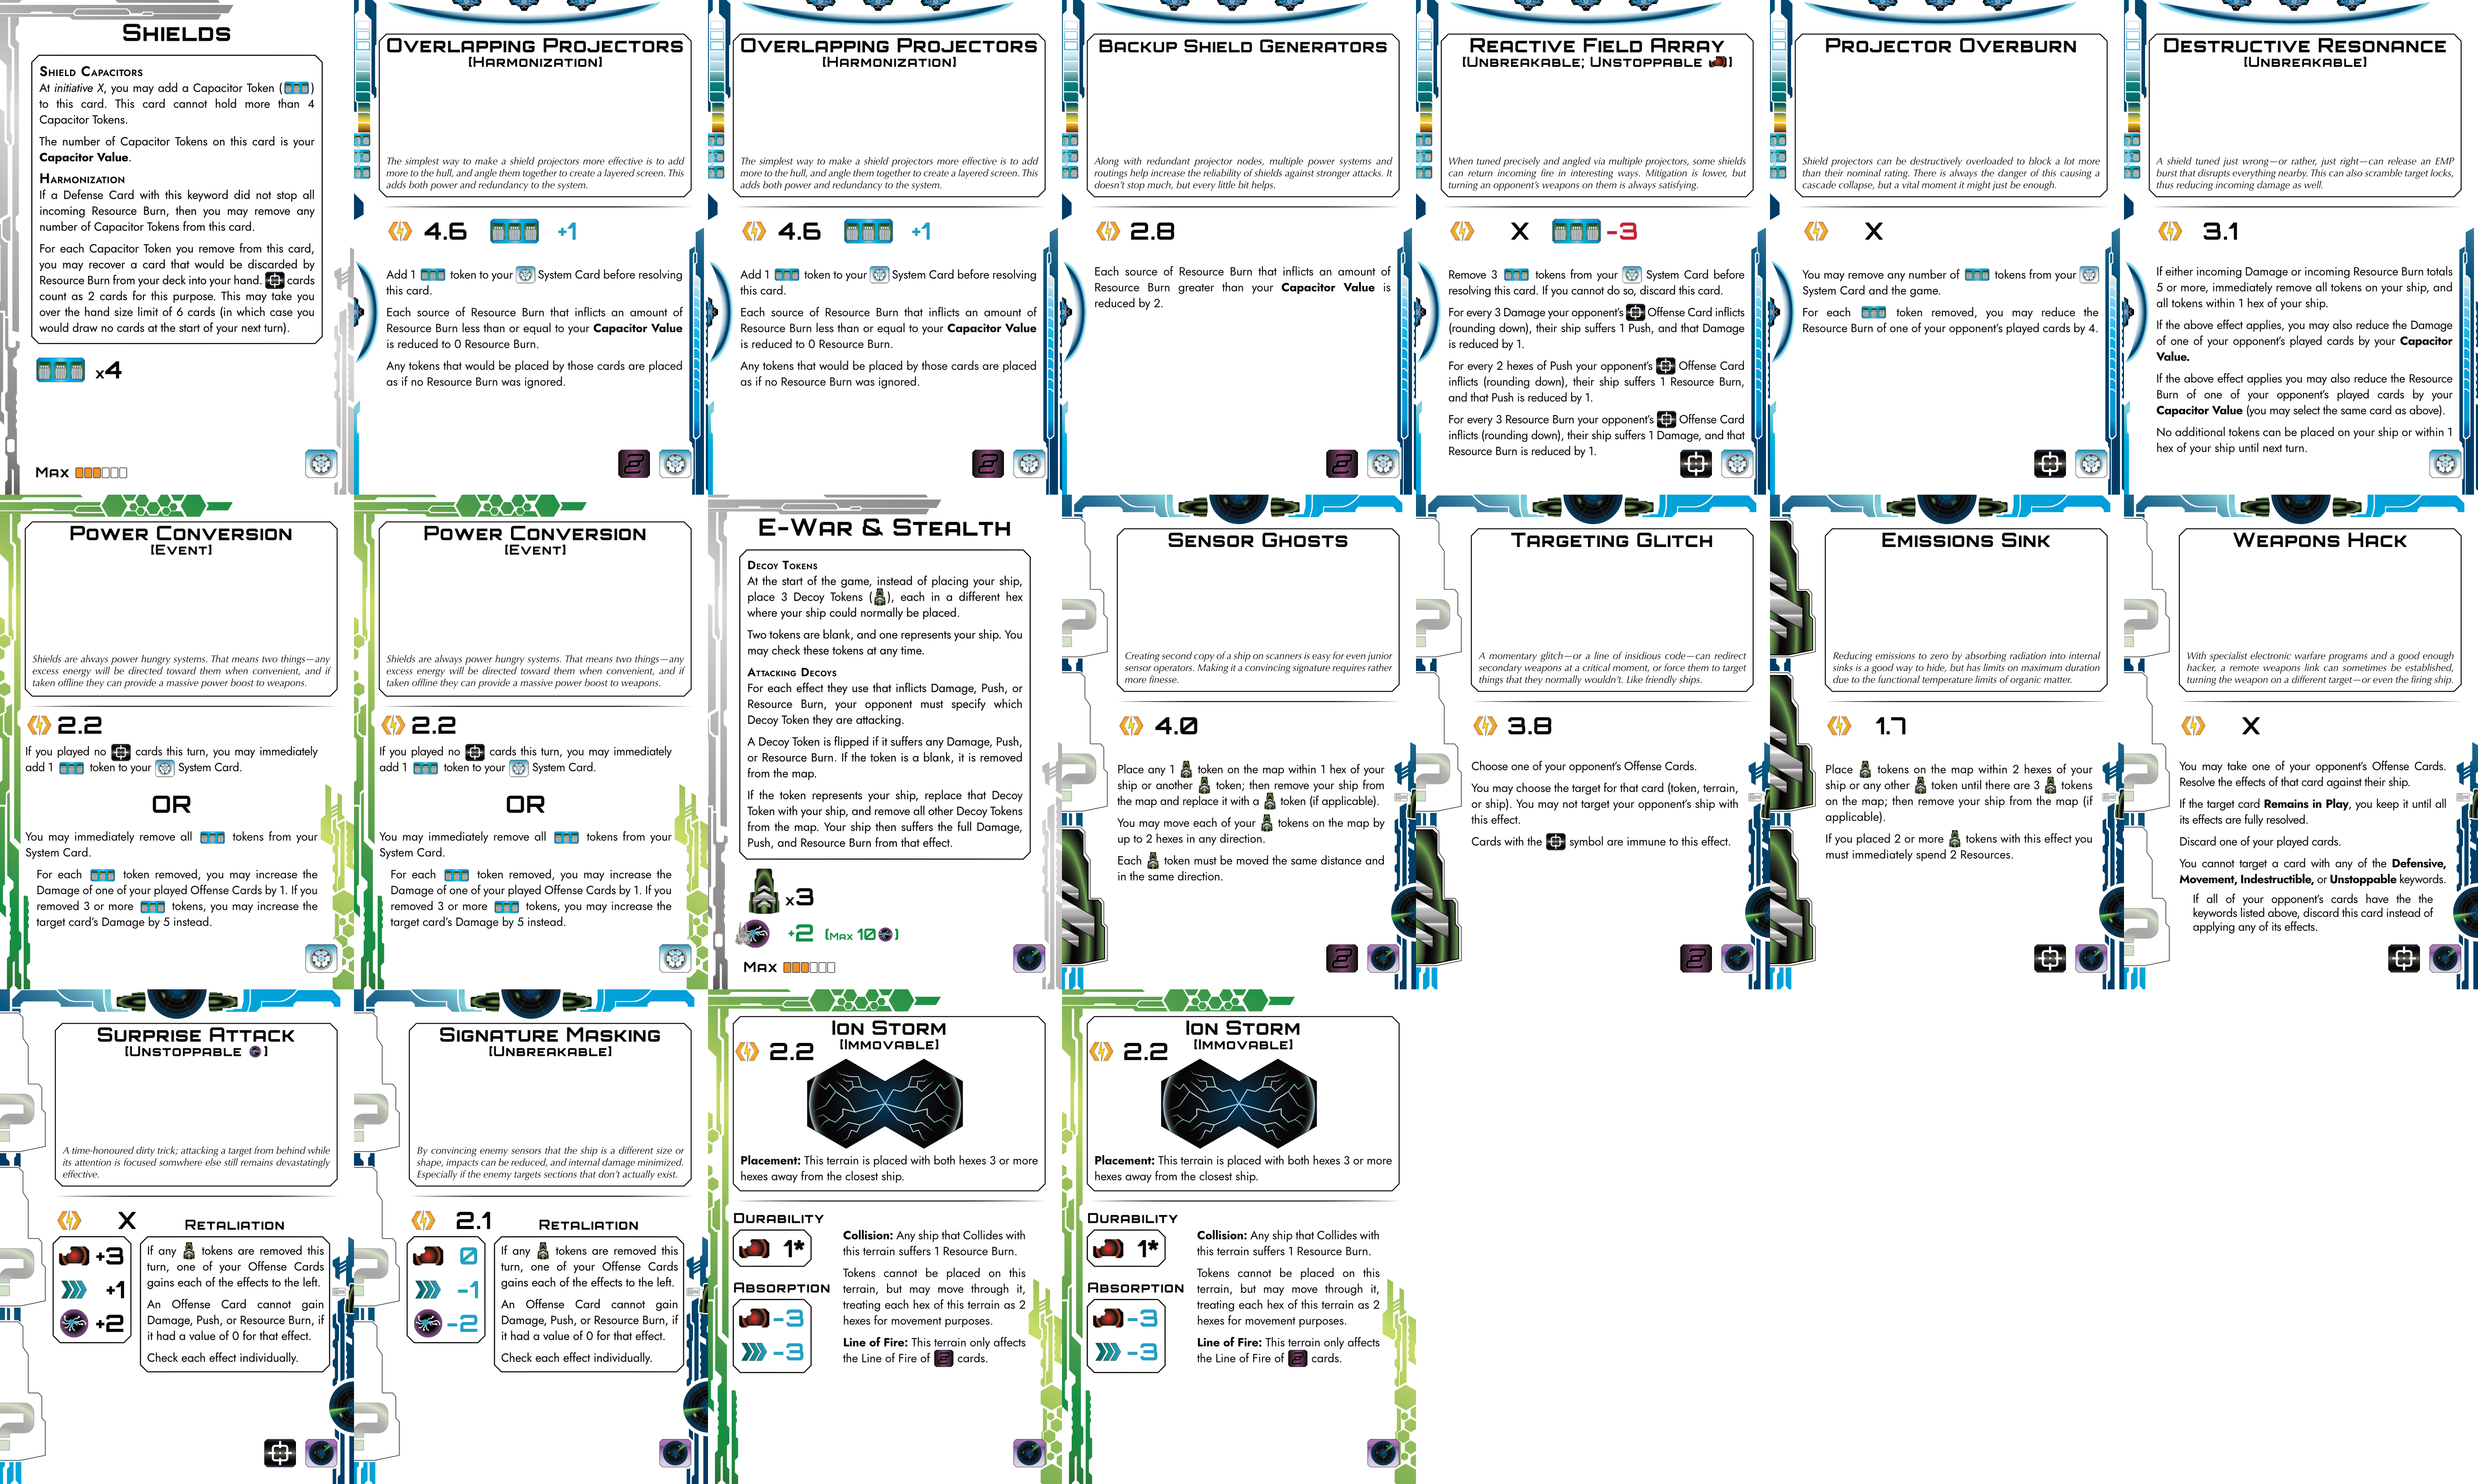 SHIELDS
SHIELD CAPACITORS
At initiative X, you may add a Capacitor Token ( )
to this card. This card cannot hold more than 4
Capacitor Tokens.
The number of Capacitor Tokens on this card is your
Capacitor Value.
HARMONIZATION
If a Defense Card with this keyword did not stop all
incoming Resource Burn, then you may remove any
number of Capacitor Tokens from this card.
For each Capacitor Token you remove from this card,
you may recover a card that would be discarded by
Resource Burn from your deck into your hand. cards
count as 2 cards for this purpose. This may take you
over the hand size limit of 6 cards (in which case you
would draw no cards at the start of your next turn).
x4
MAX
OVERLAPPING PROJECTORS
[HARMONIZATION]
The simplest way to make a shield projectors more effective is to add
more to the hull, and angle them together to create a layered screen. This
adds both power and redundancy to the system.
4.6 +1
Add 1 token to your System Card before resolving
this card.
Each source of Resource Burn that inflicts an amount of
Resource Burn less than or equal to your Capacitor Value
is reduced to 0 Resource Burn.
Any tokens that would be placed by those cards are placed
as if no Resource Burn was ignored.
2
OVERLAPPING PROJECTORS
[HARMONIZATION]
The simplest way to make a shield projectors more effective is to add
more to the hull, and angle them together to create a layered screen. This
adds both power and redundancy to the system.
4.6 +1
Add 1 token to your System Card before resolving
this card.
Each source of Resource Burn that inflicts an amount of
Resource Burn less than or equal to your Capacitor Value
is reduced to 0 Resource Burn.
Any tokens that would be placed by those cards are placed
as if no Resource Burn was ignored.
2
BACKUP SHIELD GENERATORS
Along with redundant projector nodes, multiple power systems and
routings help increase the reliability of shields against stronger attacks. It
doesn't stop much, but every little bit helps.
2.8
Each source of Resource Burn that inflicts an amount of
Resource Burn greater than your Capacitor Value is
reduced by 2.
2
REACTIVE FIELD ARRAY
[UNBREAKABLE; UNSTOPPABLE ]
When tuned precisely and angled via multiple projectors, some shields
can return incoming fire in interesting ways. Mitigation is lower, but
turning an opponent's weapons on them is always satisfying.
X -3
Remove 3 tokens from your System Card before
resolving this card. If you cannot do so, discard this card.
For every 3 Damage your opponent's Offense Card inflicts
(rounding down), their ship suffers 1 Push, and that Damage
is reduced by 1.
For every 2 hexes of Push your opponent's Offense Card
inflicts (rounding down), their ship suffers 1 Resource Burn,
and that Push is reduced by 1.
For every 3 Resource Burn your opponent's Offense Card
inflicts (rounding down), their ship suffers 1 Damage, and that
Resource Burn is reduced by 1.
PROJECTOR OVERBURN
Shield projectors can be destructively overloaded to block a lot more
than their nominal rating. There is always the danger of this causing a
cascade collapse, but a vital moment it might just be enough.
X
You may remove any number of tokens from your
System Card and the game.
For each token removed, you may reduce the
Resource Burn of one of your opponent's played cards by 4.
DESTRUCTIVE RESONANCE
[UNBREAKABLE]
A shield tuned just wrong—or rather, just right—can release an EMP
burst that disrupts everything nearby. This can also scramble target locks,
thus reducing incoming damage as well.
3.1
If either incoming Damage or incoming Resource Burn totals
5 or more, immediately remove all tokens on your ship, and
all tokens within 1 hex of your ship.
If the above effect applies, you may also reduce the Damage
of one of your opponent's played cards by your Capacitor
Value.
If the above effect applies you may also reduce the Resource
Burn of one of your opponent's played cards by your
Capacitor Value (you may select the same card as above).
No additional tokens can be placed on your ship or within 1
hex of your ship until next turn.
POWER CONVERSION
[EVENT]
Shields are always power hungry systems. That means two things—any
excess energy will be directed toward them when convenient, and if
taken offline they can provide a massive power boost to weapons.
2.2
If you played no cards this turn, you may immediately
add 1 token to your System Card.
OR
You may immediately remove all tokens from your
System Card.
For each token removed, you may increase the
Damage of one of your played Offense Cards by 1. If you
removed 3 or more tokens, you may increase the
target card's Damage by 5 instead.
POWER CONVERSION
[EVENT]
Shields are always power hungry systems. That means two things—any
excess energy will be directed toward them when convenient, and if
taken offline they can provide a massive power boost to weapons.
2.2
If you played no cards this turn, you may immediately
add 1 token to your System Card.
OR
You may immediately remove all tokens from your
System Card.
For each token removed, you may increase the
Damage of one of your played Offense Cards by 1. If you
removed 3 or more tokens, you may increase the
target card's Damage by 5 instead.
E-WAR & STEALTH
DECOY TOKENS
At the start of the game, instead of placing your ship,
place 3 Decoy Tokens ( ), each in a different hex
where your ship could normally be placed.
Two tokens are blank, and one represents your ship. You
may check these tokens at any time.
ATTACKING DECOYS
For each effect they use that inflicts Damage, Push, or
Resource Burn, your opponent must specify which
Decoy Token they are attacking.
A Decoy Token is flipped if it suffers any Damage, Push,
or Resource Burn. If the token is a blank, it is removed
from the map.
If the token represents your ship, replace that Decoy
Token with your ship, and remove all other Decoy Tokens
from the map. Your ship then suffers the full Damage,
Push, and Resource Burn from that effect.
x3
+2 (MAX 10 )
MAX
SENSOR GHOSTS
Creating second copy of a ship on scanners is easy for even junior
sensor operators. Making it a convincing signature requires rather
more finesse.
4.0
Place any 1 token on the map within 1 hex of your
ship or another token; then remove your ship from
the map and replace it with a token (if applicable).
You may move each of your tokens on the map by
up to 2 hexes in any direction.
Each token must be moved the same distance and
in the same direction.
2
TARGETING GLITCH
A momentary glitch—or a line of insidious code—can redirect
secondary weapons at a critical moment, or force them to target
things that they normally wouldn't. Like friendly ships.
3.8
Choose one of your opponent's Offense Cards.
You may choose the target for that card (token, terrain,
or ship). You may not target your opponent's ship with
this effect.
Cards with the symbol are immune to this effect.
2
EMISSIONS SINK
Reducing emissions to zero by absorbing radiation into internal
sinks is a good way to hide, but has limits on maximum duration
due to the functional temperature limits of organic matter.
1.7
Place tokens on the map within 2 hexes of your
ship or any other token until there are 3 tokens
on the map; then remove your ship from the map (if
applicable).
If you placed 2 or more tokens with this effect you
must immediately spend 2 Resources.
WEAPONS HACK
With specialist electronic warfare programs and a good enough
hacker, a remote weapons link can sometimes be established,
turning the weapon on a different target—or even the firing ship.
X
You may take one of your opponent's Offense Cards.
Resolve the effects of that card against their ship.
If the target card Remains in Play, you keep it until all
its effects are fully resolved.
Discard one of your played cards.
You cannot target a card with any of the Defensive,
Movement, Indestructible, or Unstoppable keywords.
If all of your opponent's cards have the the
keywords listed above, discard this card instead of
applying any of its effects.
SURPRISE ATTACK
[UNSTOPPABLE ]
A time-honoured dirty trick; attacking a target from behind while
its attention is focused somwhere else still remains devastatingly
effective.
X
+3
+1
+2
RETALIATION
If any tokens are removed this
turn, one of your Offense Cards
gains each of the effects to the left.
An Offense Card cannot gain
Damage, Push, or Resource Burn, if
it had a value of 0 for that effect.
Check each effect individually.
SIGNATURE MASKING
[UNBREAKABLE]
By convincing enemy sensors that the ship is a different size or
shape, impacts can be reduced, and internal damage minimized.
Especially if the enemy targets sections that don't actually exist.
2.1
0
-1
-2
RETALIATION
If any tokens are removed this
turn, one of your Offense Cards
gains each of the effects to the left.
An Offense Card cannot gain
Damage, Push, or Resource Burn, if
it had a value of 0 for that effect.
Check each effect individually.
ION STORM
[IMMOVABLE]
2.2
Placement: This terrain is placed with both hexes 3 or more
hexes away from the closest ship.
DURABILITY
1*
ABSORPTION
-3
-3
Collision: Any ship that Collides with
this terrain suffers 1 Resource Burn.
Tokens cannot be placed on this
terrain, but may move through it,
treating each hex of this terrain as 2
hexes for movement purposes.
Line of Fire: This terrain only affects
the Line of Fire of 2 cards.
ION STORM
[IMMOVABLE]
2.2
Placement: This terrain is placed with both hexes 3 or more
hexes away from the closest ship.
DURABILITY
1*
ABSORPTION
-3
-3
Collision: Any ship that Collides with
this terrain suffers 1 Resource Burn.
Tokens cannot be placed on this
terrain, but may move through it,
treating each hex of this terrain as 2
hexes for movement purposes.
Line of Fire: This terrain only affects
the Line of Fire of 2 cards.